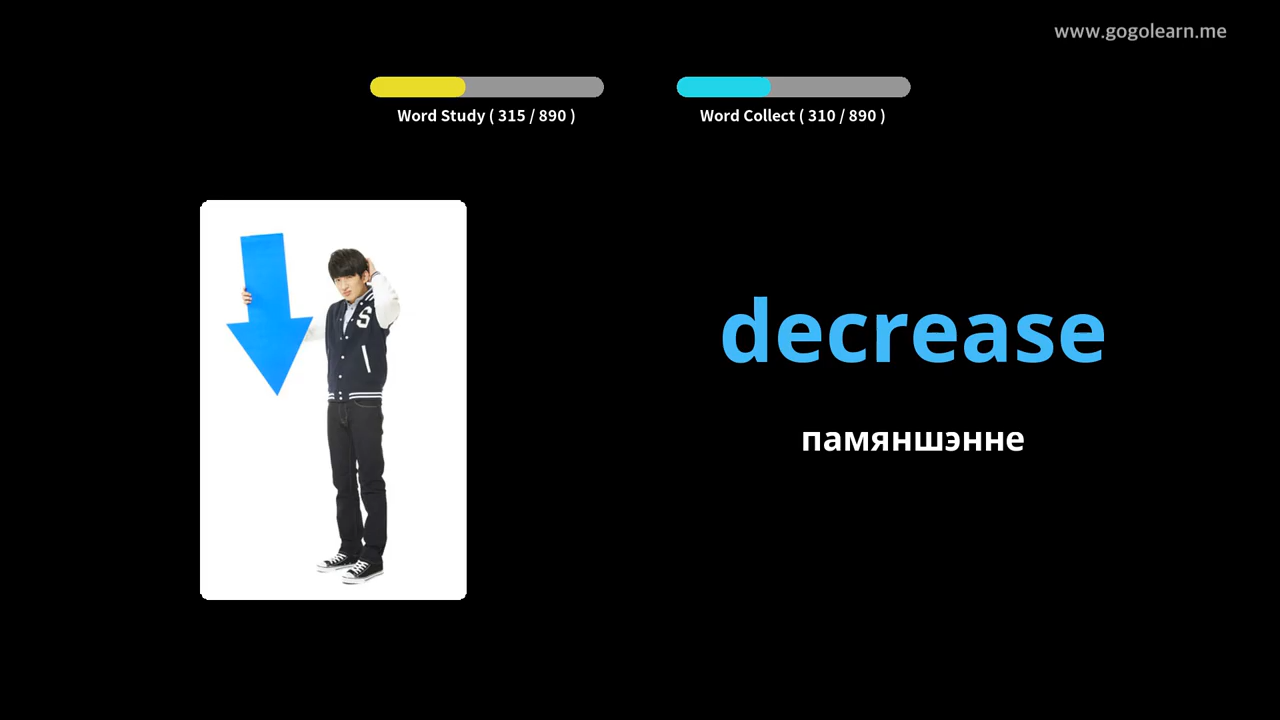 www.gogolearn.me
Word Study ( 315 / 890 )
Word Collect ( 310 / 890 )
S
decrease
памяншэнне